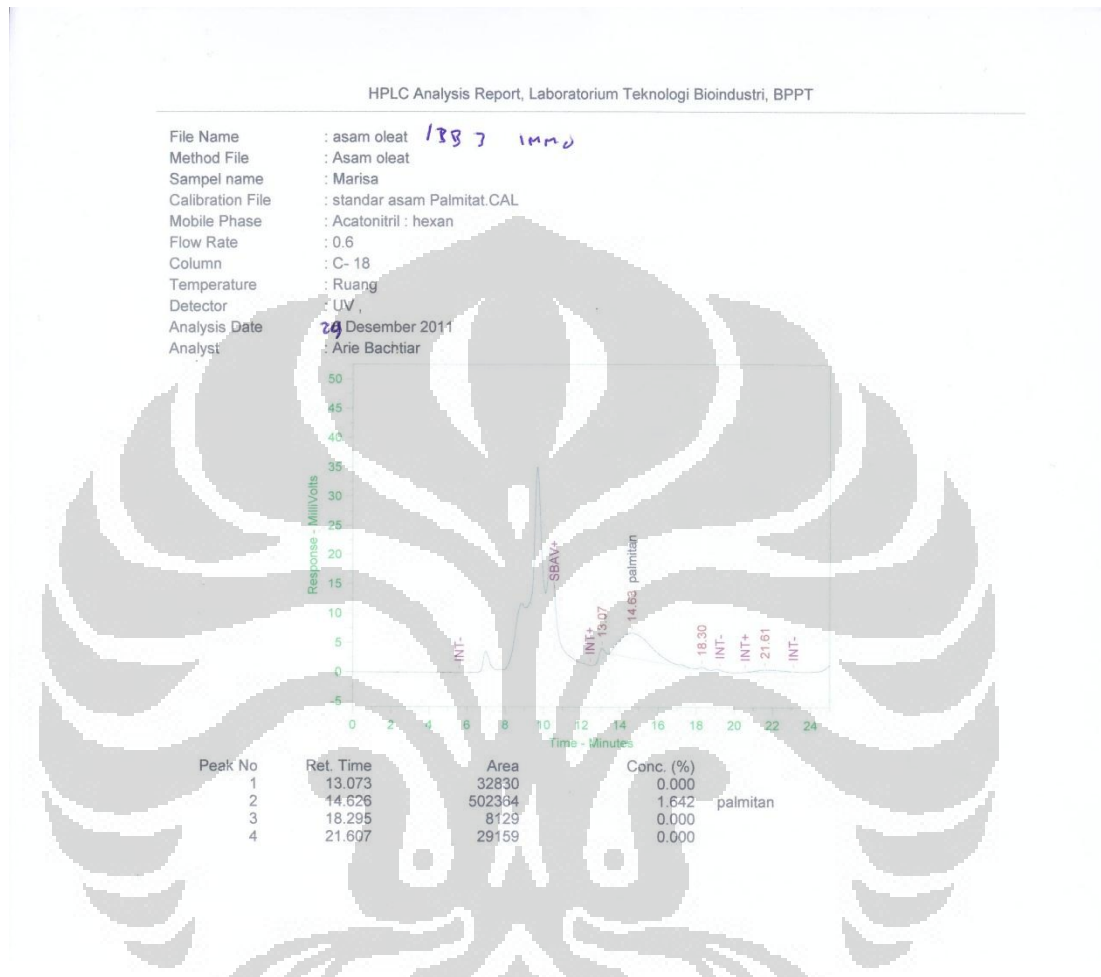 HPLC Analysis Report, Laboratorium Teknologi Bioindustri, BPPT
File Name : asam oleat 1BB 3 IMMO
Method File : Asam oleat
Sampel name : Marisa
Calibration File : standar asam Palmitat.CAL
Mobile Phase : Acatonitril : hexan
Flow Rate : 0.6
Column : C- 18
Temperature : Ruang
Detector : UV ,
Analysis Date 29 Desember 2011
Analyst : Arie Bachtiar
50
45
40
35
30
25
20
15
10
5
0
-5
Response - MilliVolts
INT-
SBAV+
INT+
13.07
14.63 palmitan
18.30
INT-
INT+
21.61
INT-
0 2 4 6 8 10 12 14 16 18 20 22 24
Time - Minutes
Peak No Ret. Time Area Conc. (%)
1 13.073 32830 0.000
2 14.626 502364 1.642 palmitan
3 18.295 8129 0.000
4 21.607 29159 0.000